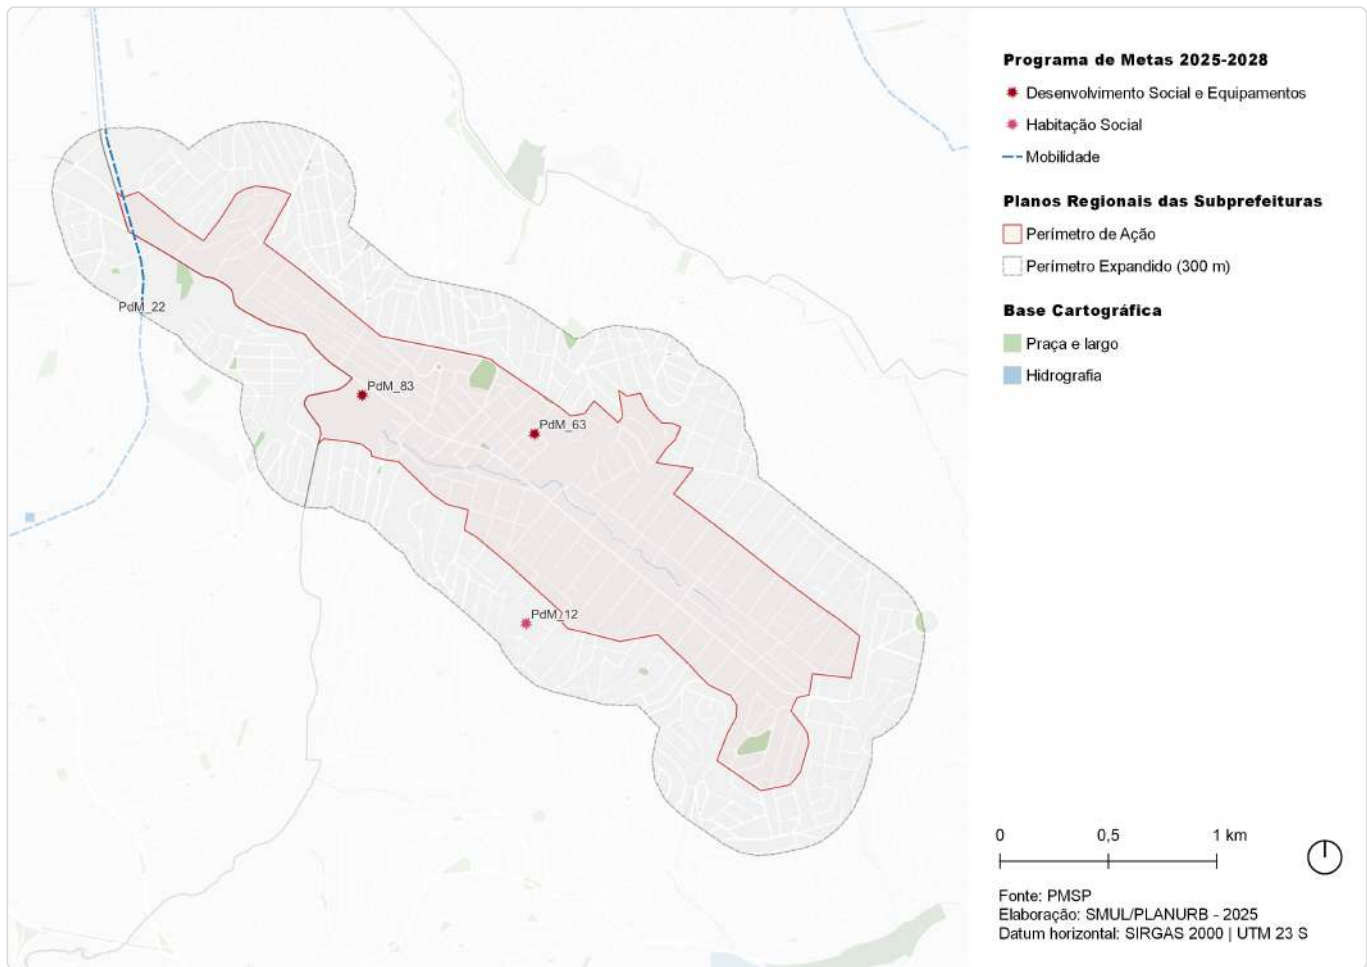 Programa de Metas 2025-2028
Desenvolvimento Social e Equipamentos
Habitação Social
Mobilidade
Planos Regionais das Subprefeituras
Perímetro de Ação
Perímetro Expandido (300 m)
Base Cartográfica
Praça e largo
Hidrografia
PdM_22
PdM_83
PdM_63
PdM_12
0 0,5 1 km
Fonte: PMSP
Elaboração: SMUL/PLANURB - 2025
Datum horizontal: SIRGAS 2000 | UTM 23 S